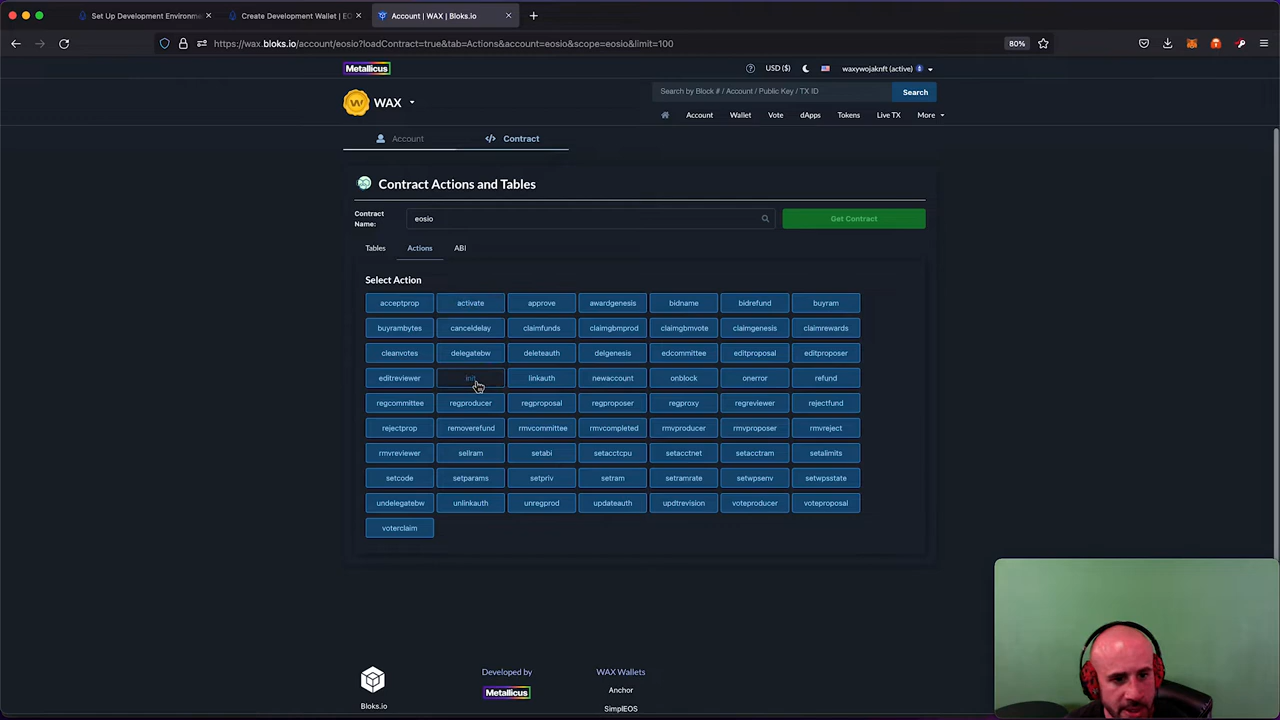 Set Up Development Environme
Create Development Wallet | EO
Account | WAX | Bloks.io
https://wax.bloks.io/account/eosio?loadContract=true&tab=Actions&account=eosio&scope=eosio&limit=100
80%
Metallicus
USD ($)
waxywojaknft (active)
WAX
Search by Block # / Account / Public Key / TX ID
Search
Account Wallet Vote dApps Tokens Live TX More
Account
Contract
Contract Actions and Tables
Contract Name:
eosio
Get Contract
Tables Actions ABI
Select Action
acceptprop activate approve awardgenesis bidname bidrefund buyram
buyrambytes canceldelay claimfunds claimgbmprod claimgbmvote claimgenesis claimrewards
cleanvotes delegatebw deleteauth delgenesis edcommittee editproposal editproposer
editreviewer init linkauth newaccount onblock onerror refund
regcommittee regproducer regproposal regproposer regproxy regreviewer rejectfund
rejectprop removerefund rmvcommittee rmvcompleted rmvproducer rmvproposer rmvreject
rmvreviewer sellram setabi setacctcpu setacctnet setacctram setalimits
setcode setparams setpriv setram setramrate setwpsenv setwpsstate
undelegatebw unlinkauth unregprod updateauth updtrevision voteproducer voteproposal
voterclaim
Bloks.io
Developed by
Metallicus
WAX Wallets
Anchor
SimplEOS